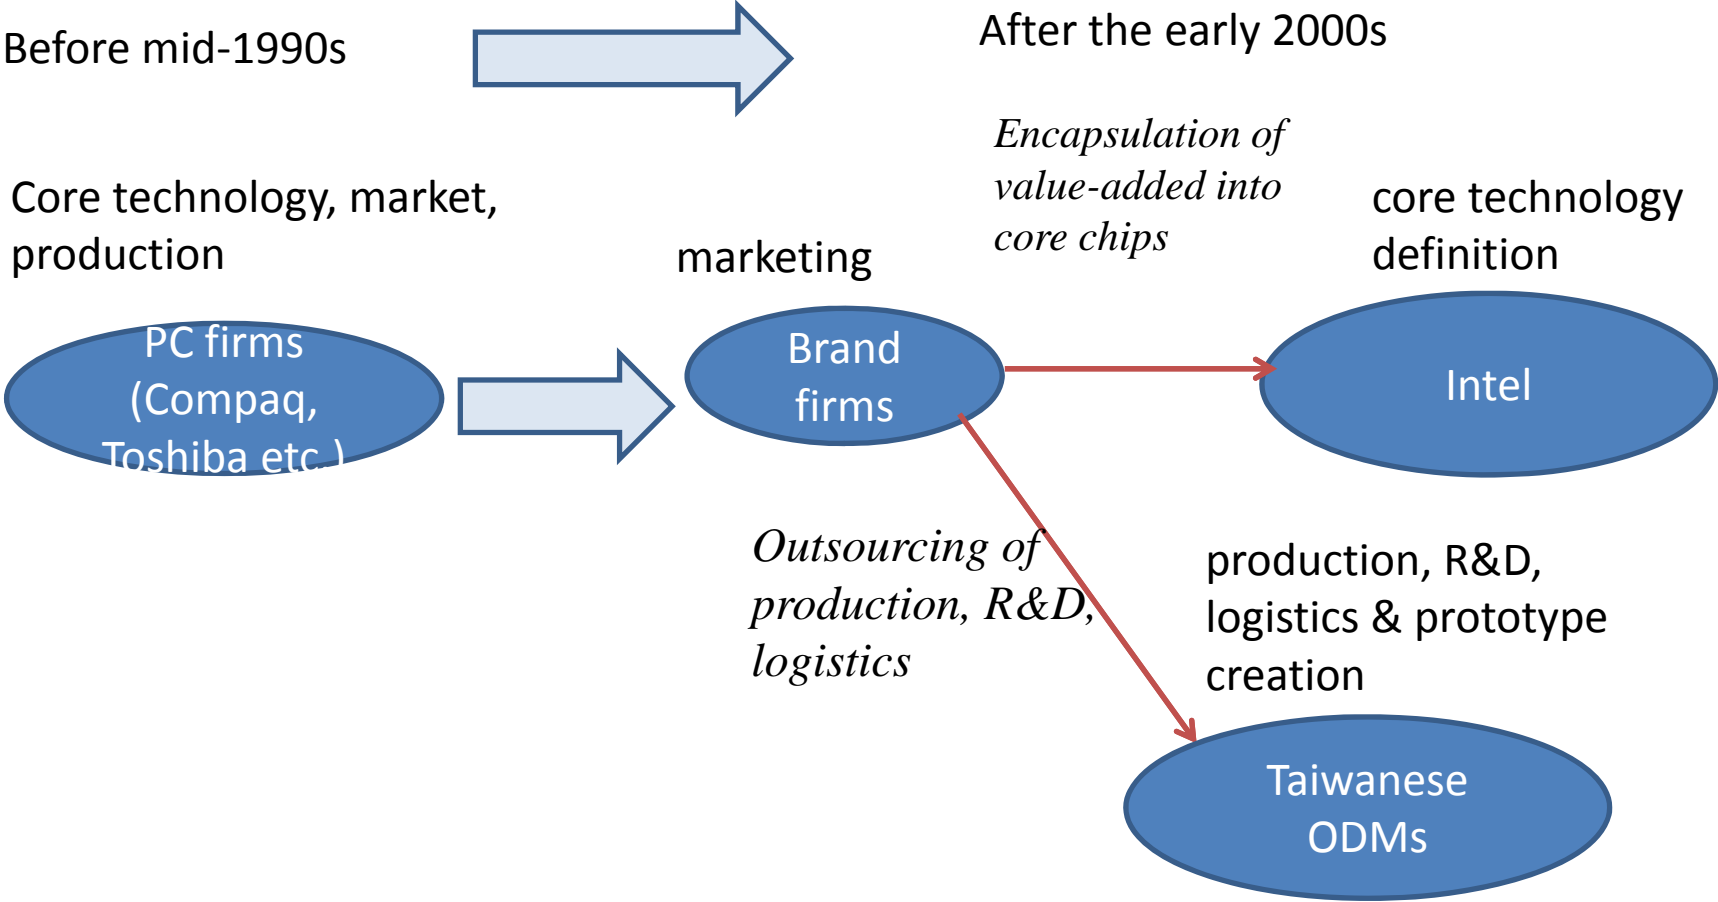 Before mid-1990s
After the early 2000s
Encapsulation of
value-added into
core chips
Core technology, market,
production
marketing
core technology
definition
PC firms
(Compaq,
Toshiba etc.)
Brand
firms
Intel
Outsourcing of
production, R&D,
logistics
production, R&D,
logistics & prototype
creation
Taiwanese
ODMs